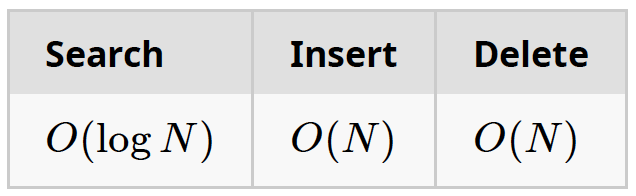 Search Insert Delete
O(log N) O(N) O(N)